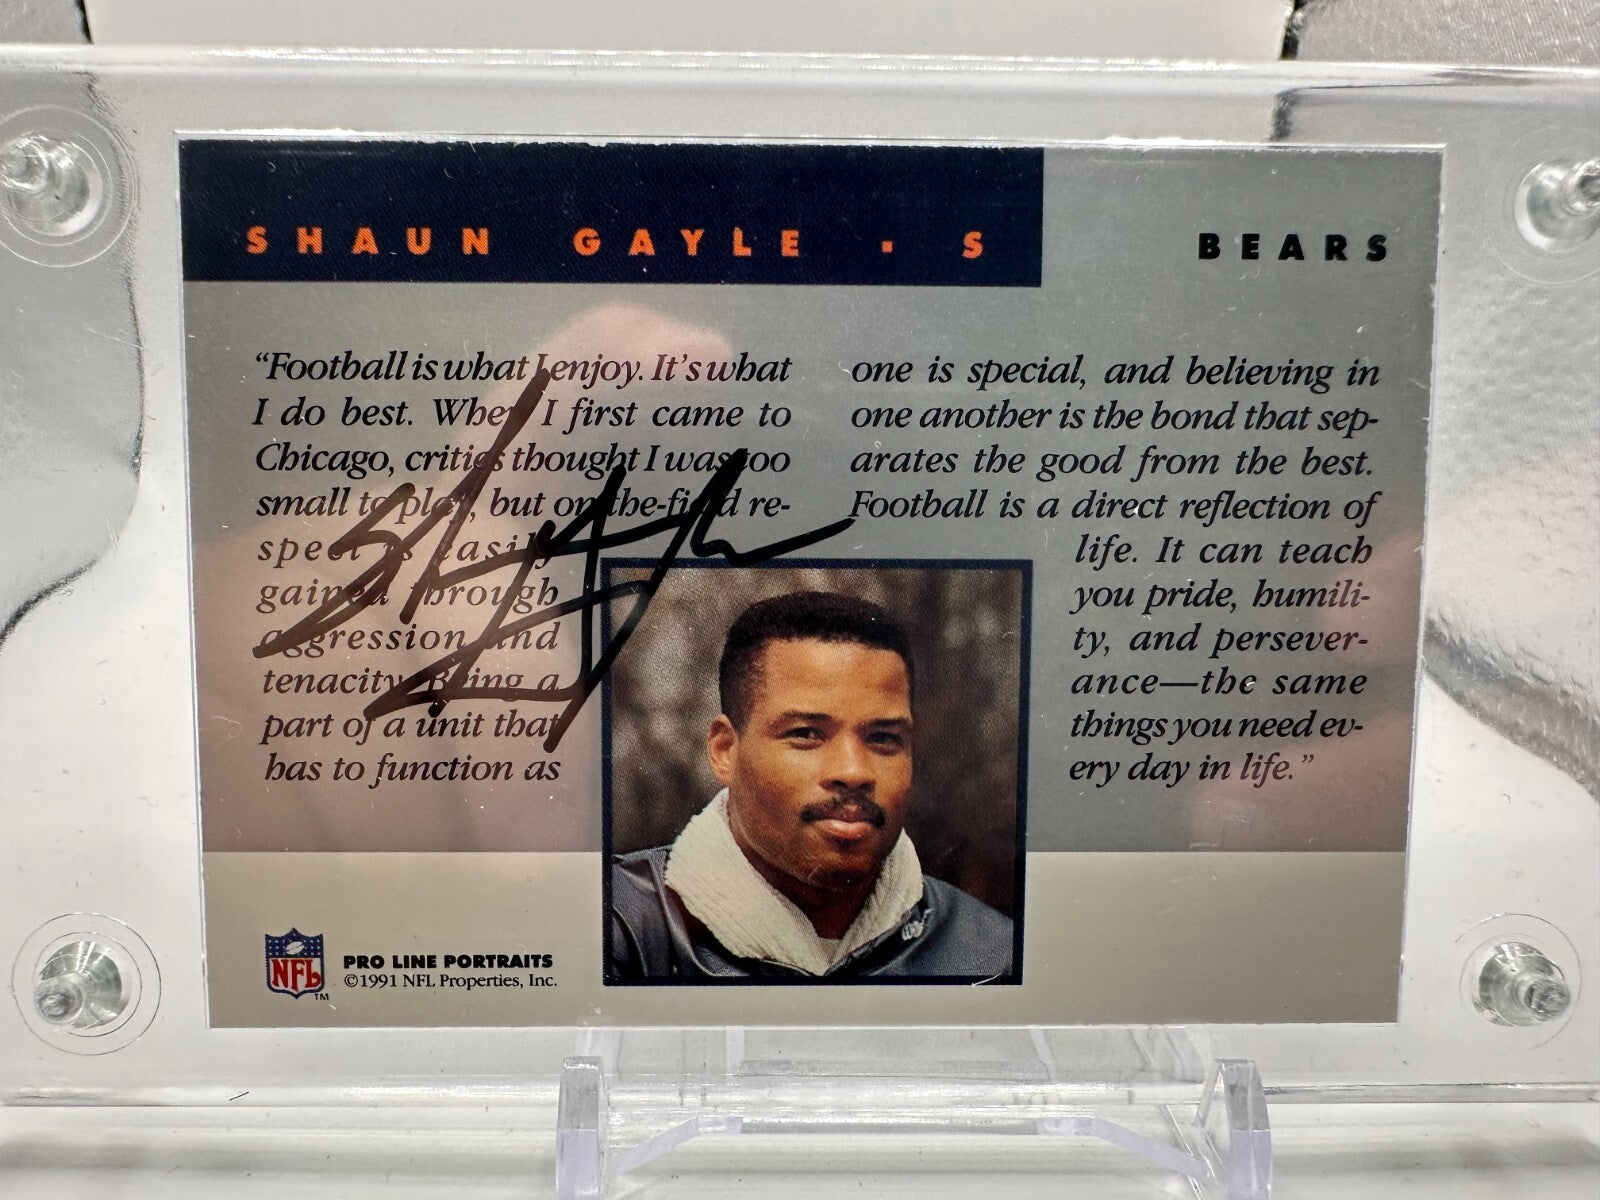 SHAUN GAYLE · S
BEARS
“Football is what I enjoy. It's what
I do best. When I first came to
Chicago, critics thought I was too
small to play, but on-the-field re-
spect is easily
gained through
aggression and
tenacity. Being a
part of a unit that
has to function as
one is special, and believing in
one another is the bond that sep-
arates the good from the best.
Football is a direct reflection of
life. It can teach
you pride, humili-
ty, and persever-
ance—the same
things you need ev-
ery day in life.”
NFL
TM
PRO LINE PORTRAITS
©1991 NFL Properties, Inc.